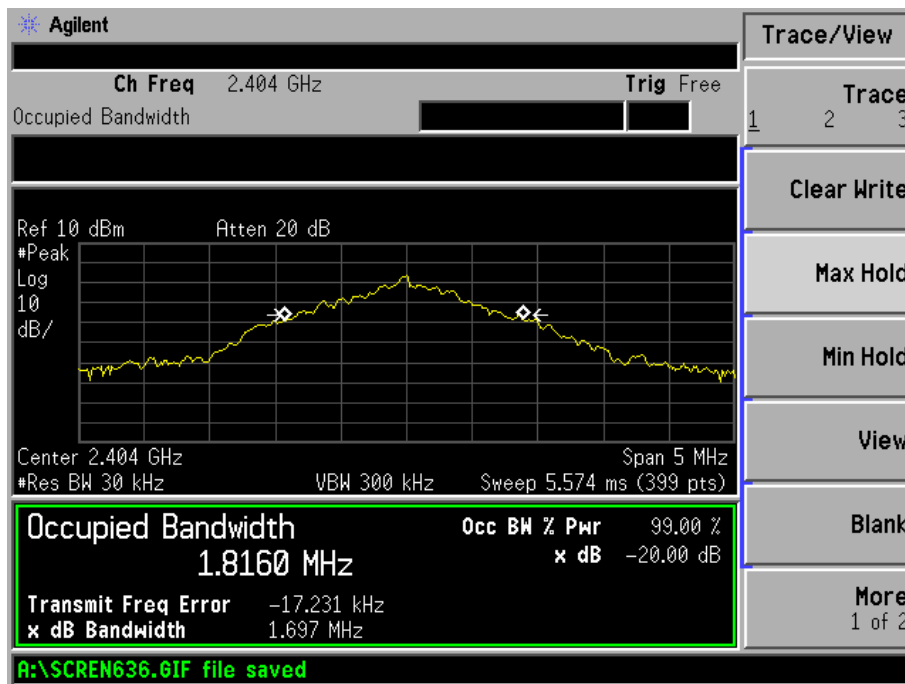 Agilent
Trace/View
Ch Freq 2.404 GHz Trig Free
Occupied Bandwidth
Trace
1 2 3
Clear Write
Max Hold
Min Hold
View
Blank
More
1 of 2
Ref 10 dBm Atten 20 dB
#Peak
Log
10
dB/
Center 2.404 GHz Span 5 MHz
#Res BW 30 kHz VBW 300 kHz Sweep 5.574 ms (399 pts)
Occupied Bandwidth
1.8160 MHz
Occ BW % Pwr 99.00 %
x dB -20.00 dB
Transmit Freq Error -17.231 kHz
x dB Bandwidth 1.697 MHz
A:\SCREN636.GIF file saved